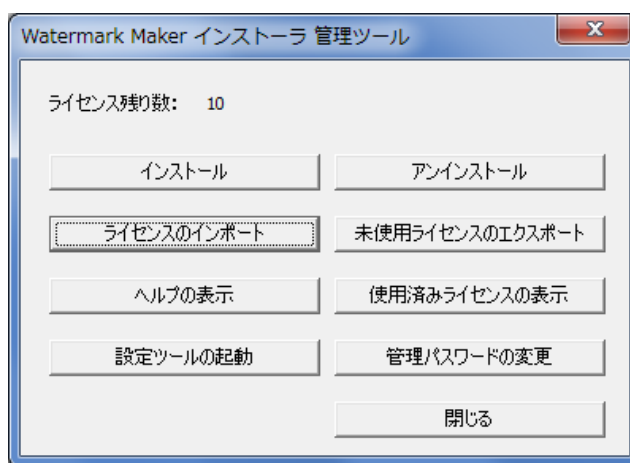 Watermark Maker インストーラ 管理ツール
ライセンス残り数: 10
インストール アンインストール
ライセンスのインポート 未使用ライセンスのエクスポート
ヘルプの表示 使用済みライセンスの表示
設定ツールの起動 管理パスワードの変更
閉じる